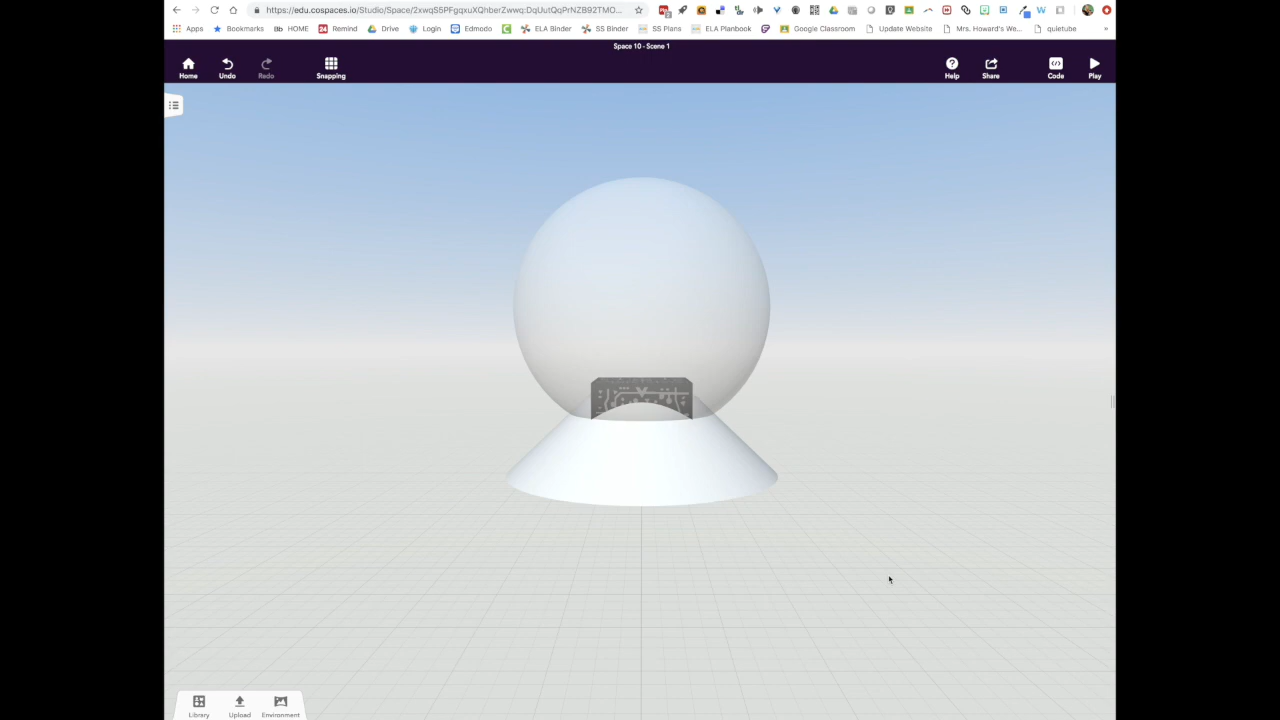 https://edu.cospaces.io/Studio/Space/2xwqS5PFgqxuXQhberZwwq:DqUutQqPrNZB92TMO...
Apps Bookmarks Bb HOME 24 Remind Drive Login Edmodo ELA Binder SS Binder SS Plans ELA Planbook Google Classroom Update Website Mrs. Howard's We... quietube »
Space 10 - Scene 1
Home Undo Redo Snapping Help Share Code Play
Library Upload Environment